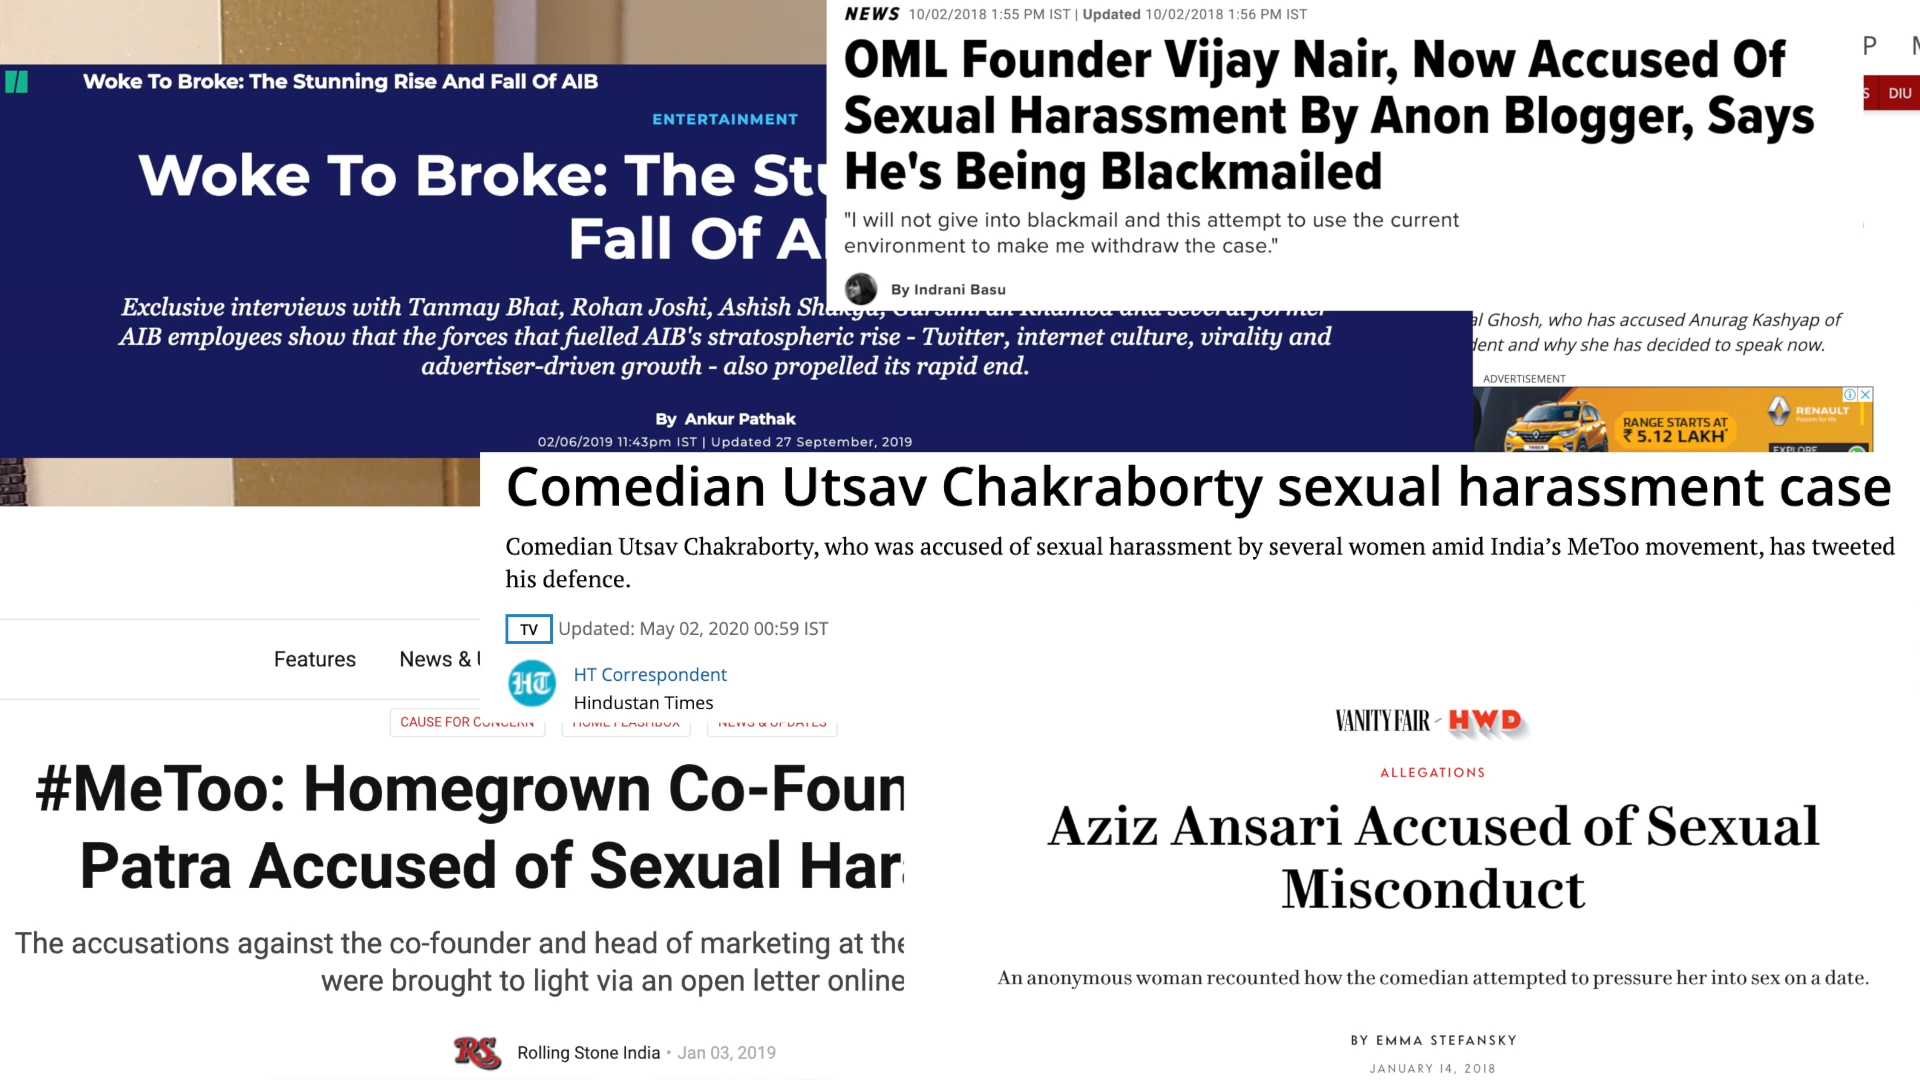 Woke To Broke: The Stunning Rise And Fall Of AIB
ENTERTAINMENT
Woke To Broke: The
Fall Of
Exclusive interviews with Tanmay Bhat, Rohan Joshi, Ashish
AIB employees show that the forces that fuelled AIB's stratospheric rise - Twitter, internet culture, virality and
advertiser-driven growth - also propelled its rapid end.
By Ankur Pathak
02/06/2019 11:43pm IST | Updated 27 September, 2019
NEWS 10/02/2018 1:55 PM IST | Updated 10/02/2018 1:56 PM IST
OML Founder Vijay Nair, Now Accused Of
Sexual Harassment By Anon Blogger, Says
He's Being Blackmailed
"I will not give into blackmail and this attempt to use the current
environment to make me withdraw the case."
By Indrani Basu
P
DIU
Ghosh, who has accused Anurag Kashyap of
and why she has decided to speak now.
ADVERTISEMENT
RENAULT
RANGE STARTS AT
₹ 5.12 LAKH*
EXPLORE
Comedian Utsav Chakraborty sexual harassment case
Comedian Utsav Chakraborty, who was accused of sexual harassment by several women amid India’s MeToo movement, has tweeted
his defence.
TV Updated: May 02, 2020 00:59 IST
HT
HT Correspondent
Hindustan Times
Features News &
CAUSE FOR CONCERN HOME FLASHBOX NEWS & UPDATES
#MeToo: Homegrown Co-Foun
Patra Accused of Sexual Har
The accusations against the co-founder and head of marketing at the
were brought to light via an open letter online
RS Rolling Stone India • Jan 03, 2019
VANITY FAIR - HWD
ALLEGATIONS
Aziz Ansari Accused of Sexual
Misconduct
An anonymous woman recounted how the comedian attempted to pressure her into sex on a date.
BY EMMA STEFANSKY
JANUARY 14, 2018